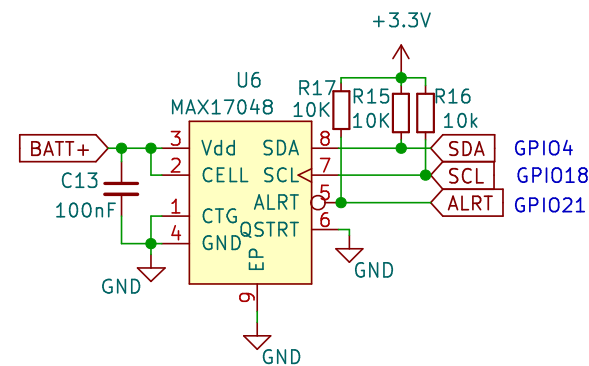 +3.3V
U6
MAX17048
R17
10K
R15
10K
R16
10k
BATT+
3
Vdd
SDA
8
SDA
GPIO4
2
CELL
SCL
7
SCL
GPIO18
C13
100nF
ALRT
5
ALRT
GPIO21
1
CTG
QSTRT
6
4
GND
EP
GND
GND
9
GND